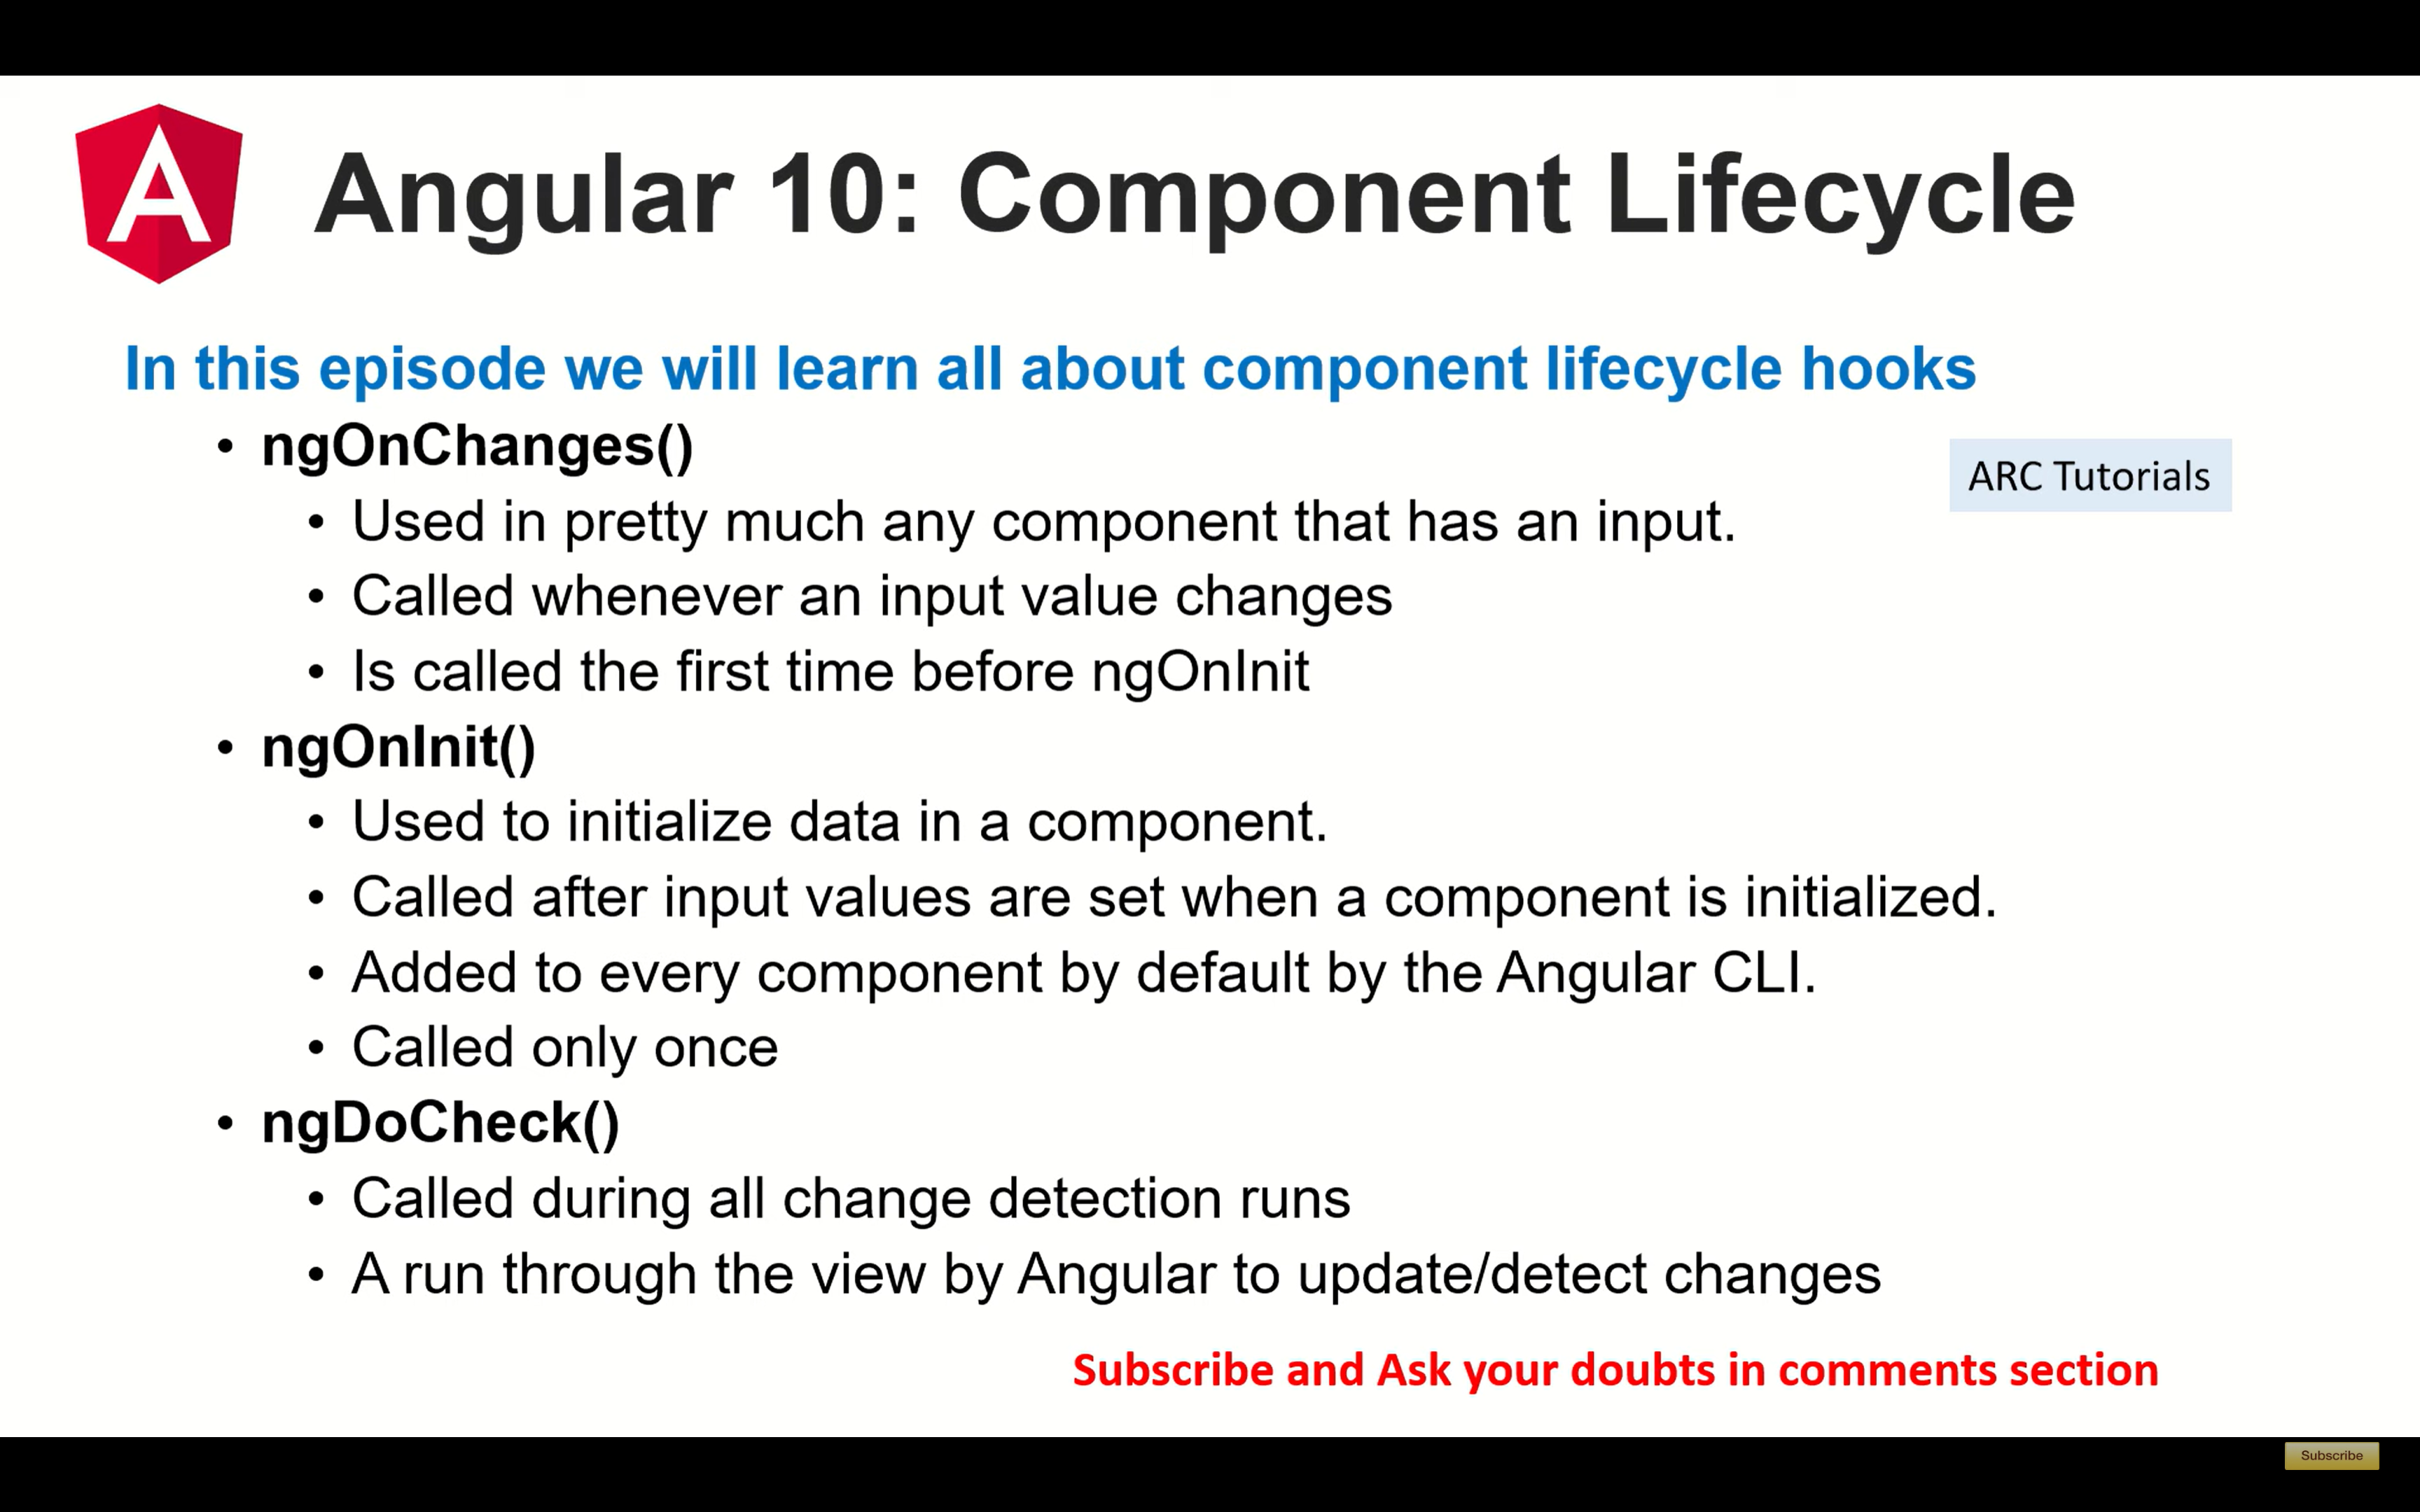 A
Angular 10: Component Lifecycle
In this episode we will learn all about component lifecycle hooks
• ngOnChanges()
ARC Tutorials
• Used in pretty much any component that has an input.
• Called whenever an input value changes
• Is called the first time before ngOnInit
• ngOnInit()
• Used to initialize data in a component.
• Called after input values are set when a component is initialized.
• Added to every component by default by the Angular CLI.
• Called only once
• ngDoCheck()
• Called during all change detection runs
• A run through the view by Angular to update/detect changes
Subscribe and Ask your doubts in comments section
Subscribe